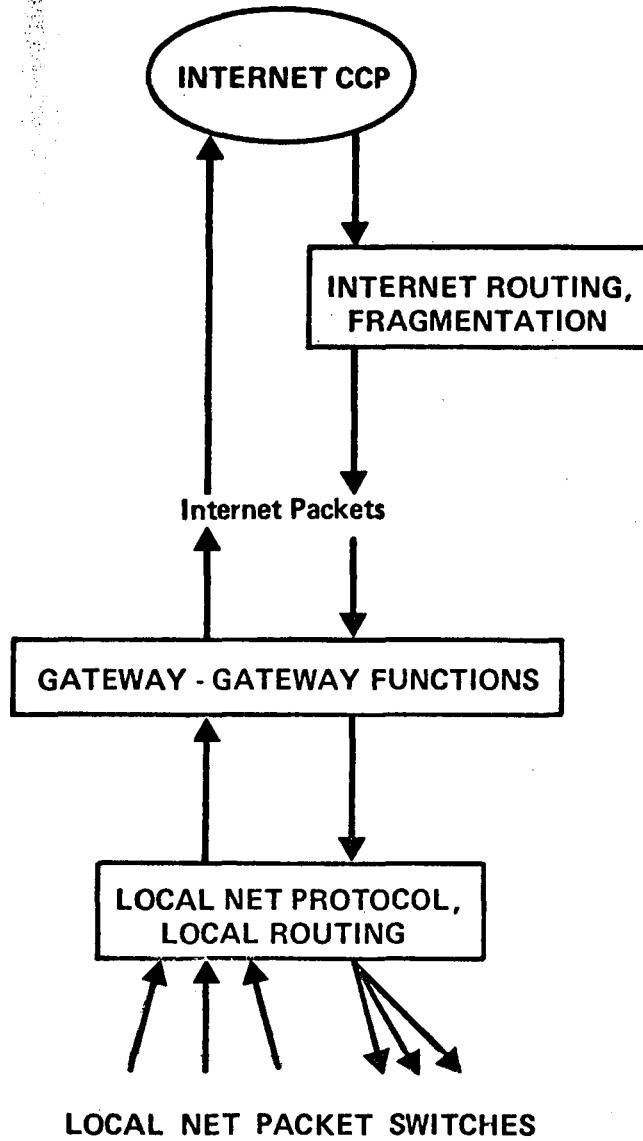 INTERNET CCP
INTERNET ROUTING,
FRAGMENTATION
Internet Packets
GATEWAY - GATEWAY FUNCTIONS
LOCAL NET PROTOCOL,
LOCAL ROUTING
LOCAL NET PACKET SWITCHES